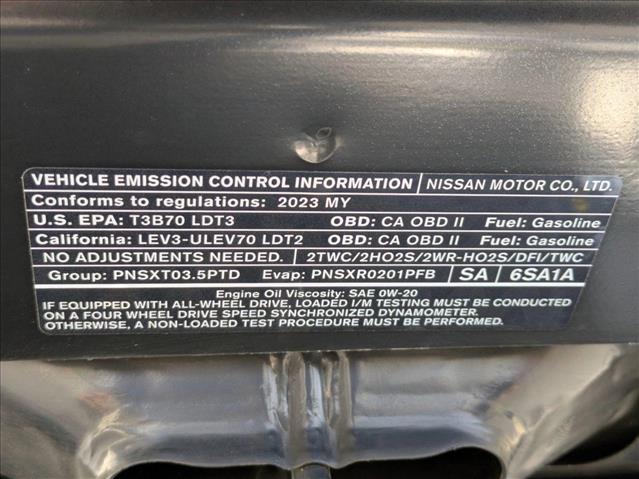 VEHICLE EMISSION CONTROL INFORMATION NISSAN MOTOR CO., LTD.
Conforms to regulations: 2023 MY
U.S. EPA: T3B70 LDT3 OBD: CA OBD II Fuel: Gasoline
California: LEV3-ULEV70 LDT2 OBD: CA OBD II Fuel: Gasoline
NO ADJUSTMENTS NEEDED. 2TWC/2HO2S/2WR-HO2S/DFI/TWC
Group: PNSXT03.5PTD Evap: PNSXR0201PFB SA 6SA1A
Engine Oil Viscosity: SAE 0W-20
IF EQUIPPED WITH ALL-WHEEL DRIVE, LOADED I/M TESTING MUST BE CONDUCTED
ON A FOUR WHEEL DRIVE SPEED SYNCHRONIZED DYNAMOMETER.
OTHERWISE, A NON-LOADED TEST PROCEDURE MUST BE PERFORMED.